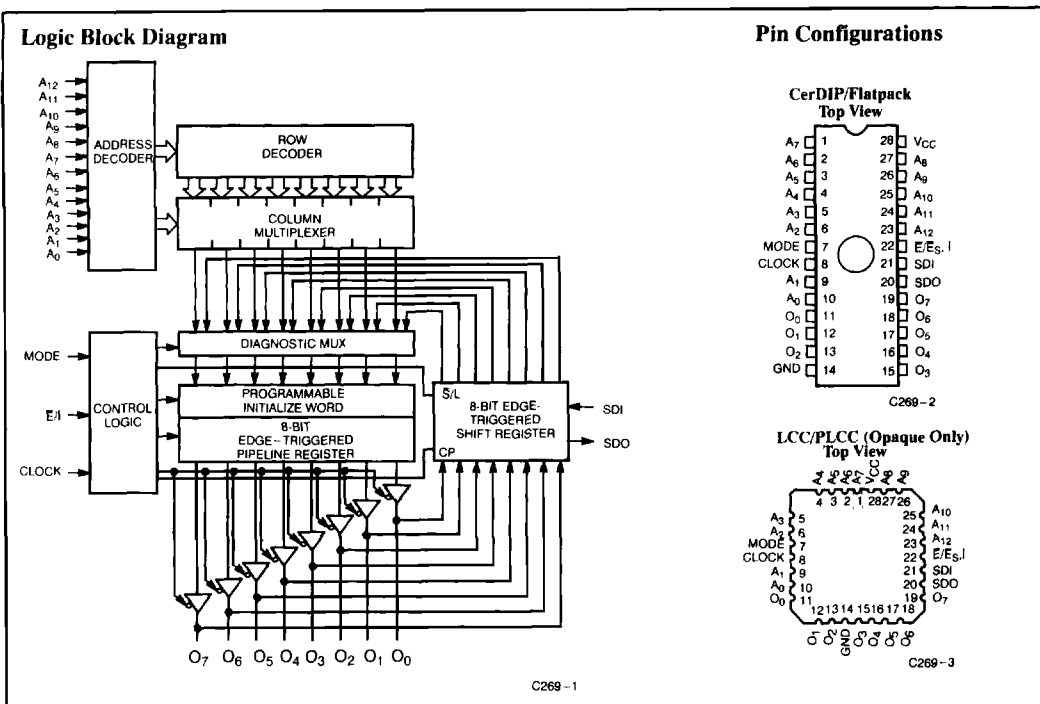 Logic Block Diagram
A12
A11
A10
A9
A8
A7
A6
A5
A4
A3
A2
A1
A0
ADDRESS
DECODER
ROW
DECODER
COLUMN
MULTIPLEXER
DIAGNOSTIC MUX
MODE
E/I
CLOCK
CONTROL
LOGIC
PROGRAMMABLE
INITIALIZE WORD
8-BIT
EDGE-TRIGGERED
PIPELINE REGISTER
S̅/L
8-BIT EDGE-
TRIGGERED
SHIFT REGISTER
CP
SDI
SDO
O7 O6 O5 O4 O3 O2 O1 O0
C269-1
Pin Configurations
CerDIP/Flatpack
Top View
A7 1 28 VCC
A6 2 27 A8
A5 3 26 A9
A4 4 25 A10
A3 5 24 A11
A2 6 23 A12
MODE 7 22 E̅/E̅S, I
CLOCK 8 21 SDI
A1 9 20 SDO
A0 10 19 O7
O0 11 18 O6
O1 12 17 O5
O2 13 16 O4
GND 14 15 O3
C269-2
LCC/PLCC (Opaque Only)
Top View
A4 A5 A6 A7 VCC A8 A9
4 3 2 1 28 27 26
A3 5 25 A10
A2 6 24 A11
MODE 7 23 A12
CLOCK 8 22 E̅/E̅S, I
A1 9 21 SDI
A0 10 20 SDO
O0 11 19 O7
12 13 14 15 16 17 18
O1 O2 GND O3 O4 O5 O6
C269-3